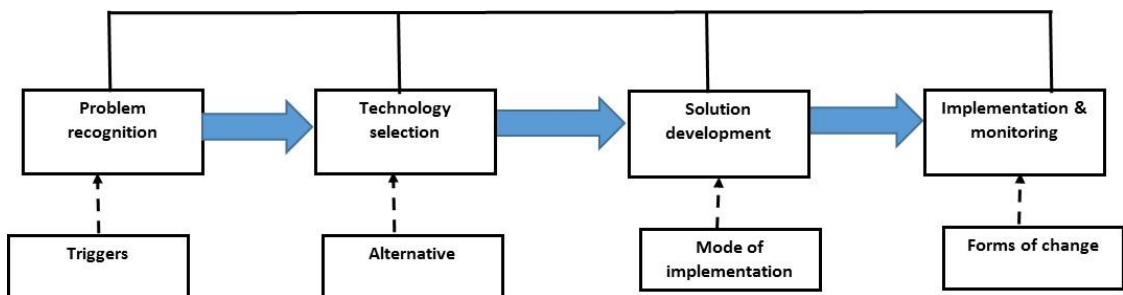 Problem
recognition
Technology
selection
Solution
development
Implementation &
monitoring
Triggers
Alternative
Mode of
implementation
Forms of change